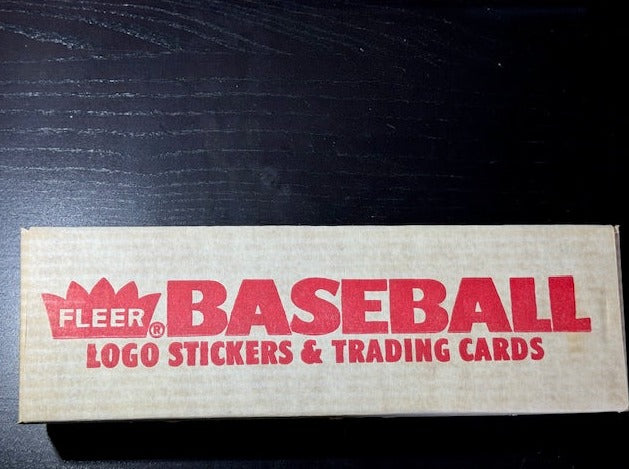 FLEER® BASEBALL
LOGO STICKERS & TRADING CARDS